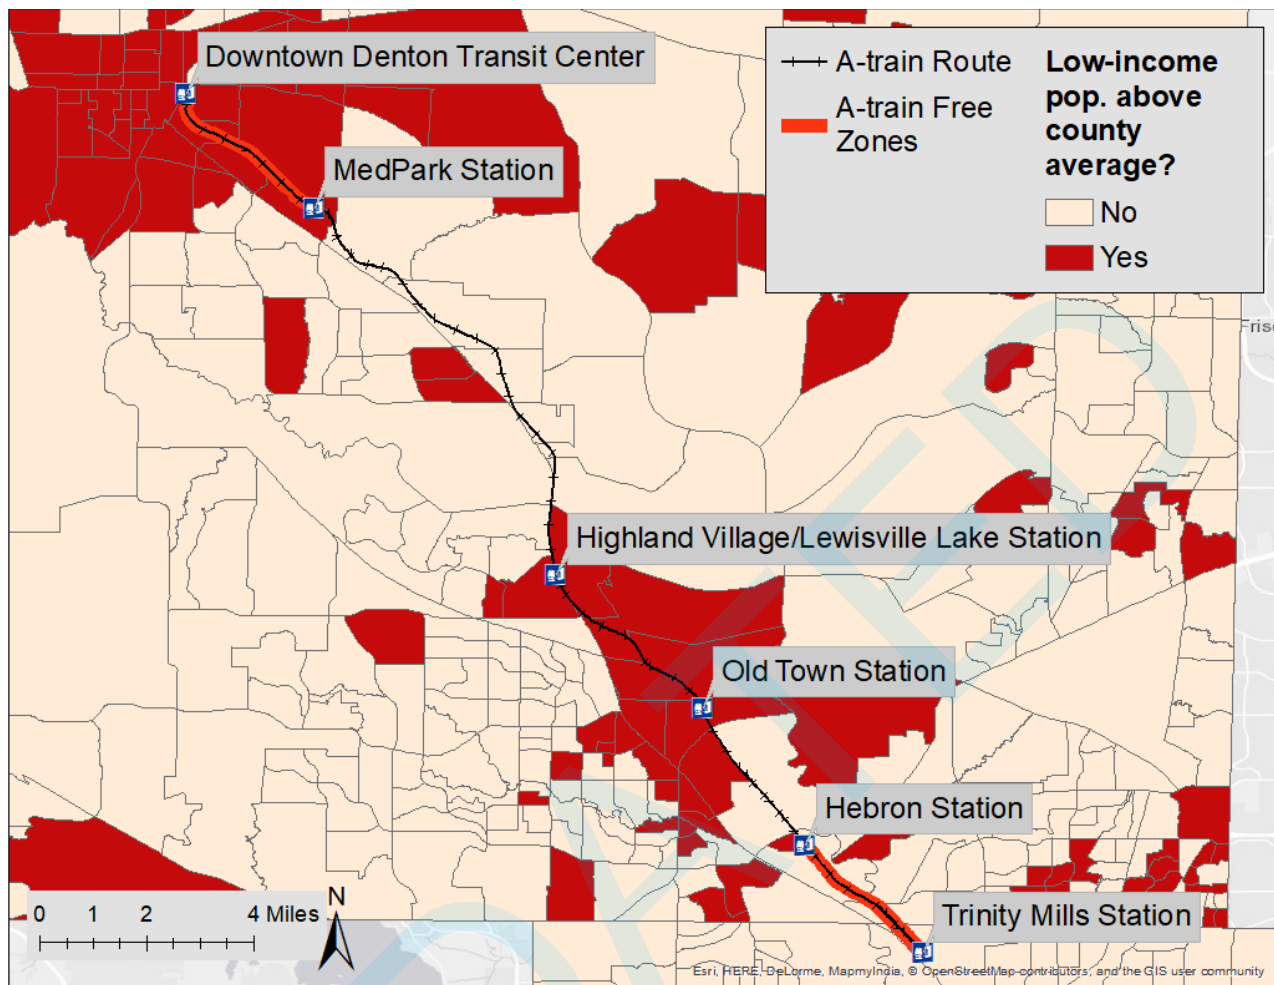 Downtown Denton Transit Center
MedPark Station
A-train Route
A-train Free
Zones
Low-income
pop. above
county
average?
No
Yes
Highland Village/Lewisville Lake Station
Old Town Station
Hebron Station
Trinity Mills Station
N
0 1 2 4 Miles
Esri, HERE, DeLorme, MapmyIndia, © OpenStreetMap contributors, and the GIS user community